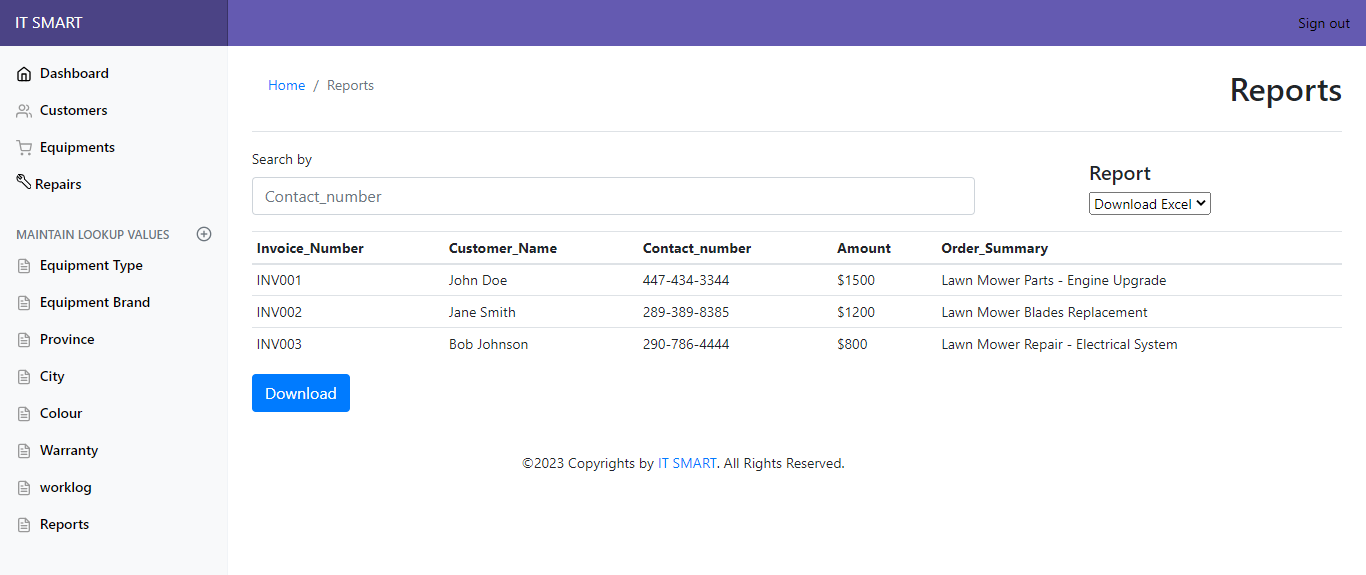 IT SMART
Sign out
Dashboard
Customers
Equipments
Repairs
MAINTAIN LOOKUP VALUES
Equipment Type
Equipment Brand
Province
City
Colour
Warranty
worklog
Reports
Home / Reports
Reports
Search by
Contact_number
Report
Download Excel
Invoice_Number Customer_Name Contact_number Amount Order_Summary
INV001 John Doe 447-434-3344 $1500 Lawn Mower Parts - Engine Upgrade
INV002 Jane Smith 289-389-8385 $1200 Lawn Mower Blades Replacement
INV003 Bob Johnson 290-786-4444 $800 Lawn Mower Repair - Electrical System
Download
©2023 Copyrights by IT SMART. All Rights Reserved.